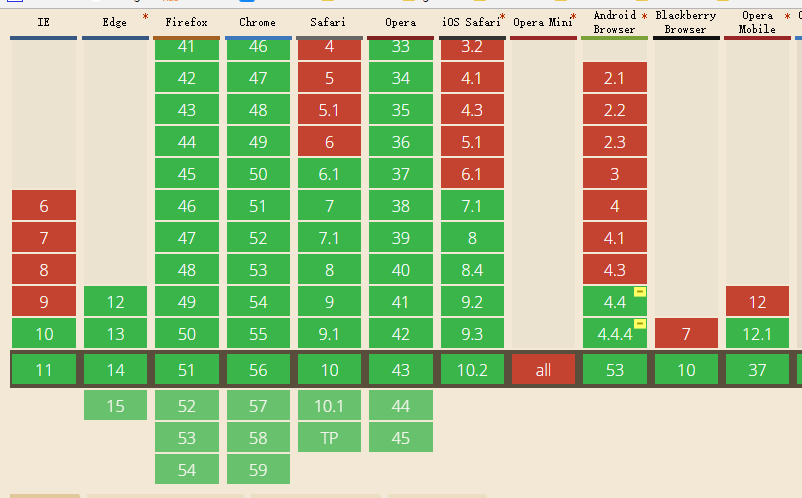 IE Edge * Firefox Chrome Safari Opera iOS Safari * Opera Mini * Android Browser * Blackberry Browser Opera Mobile *
41 46 4 33 3.2
42 47 5 34 4.1 2.1
43 48 5.1 35 4.3 2.2
44 49 6 36 5.1 2.3
45 50 6.1 37 6.1 3
6 46 51 7 38 7.1 4
7 47 52 7.1 39 8 4.1
8 48 53 8 40 8.4 4.3
9 12 49 54 9 41 9.2 4.4 12
10 13 50 55 9.1 42 9.3 4.4.4 7 12.1
11 14 51 56 10 43 10.2 all 53 10 37
15 52 57 10.1 44
53 58 TP 45
54 59